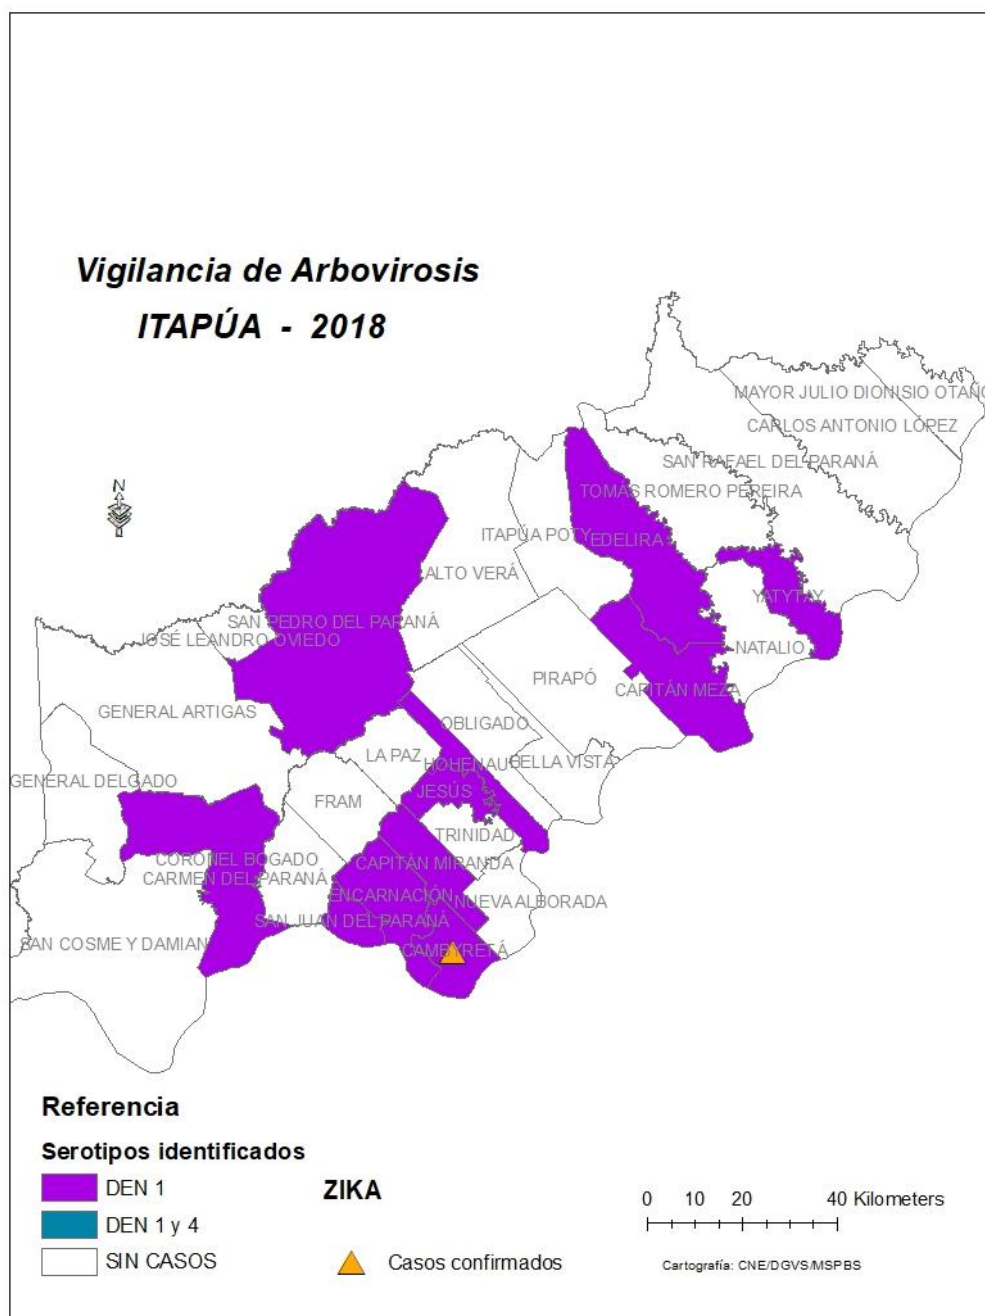 Vigilancia de Arbovirosis
ITAPÚA - 2018
MAYOR JULIO DIONISIO OTAÑO
CARLOS ANTONIO LÓPEZ
SAN RAFAEL DEL PARANÁ
TOMÁS ROMERO PEREIRA
N
ITAPÚA POTY
EDELIRA
ALTO VERÁ
YATYTAY
SAN PEDRO DEL PARANÁ
JOSÉ LEANDRO OVIEDO
NATALIO
PIRAPÓ
CAPITÁN MEZA
GENERAL ARTIGAS
OBLIGADO
LA PAZ
HOHENAU
BELLA VISTA
GENERAL DELGADO
JESÚS
FRAM
TRINIDAD
CORONEL BOGADO
CAPITÁN MIRANDA
CARMEN DEL PARANÁ
ENCARNACIÓN
NUEVA ALBORADA
SAN JUAN DEL PARANÁ
SAN COSME Y DAMIAN
CAMBYRETÁ
Referencia
Serotipos identificados
DEN 1
DEN 1 y 4
SIN CASOS
ZIKA
Casos confirmados
0 10 20 40 Kilometers
Cartografía: CNE/DGVS/MSPBS